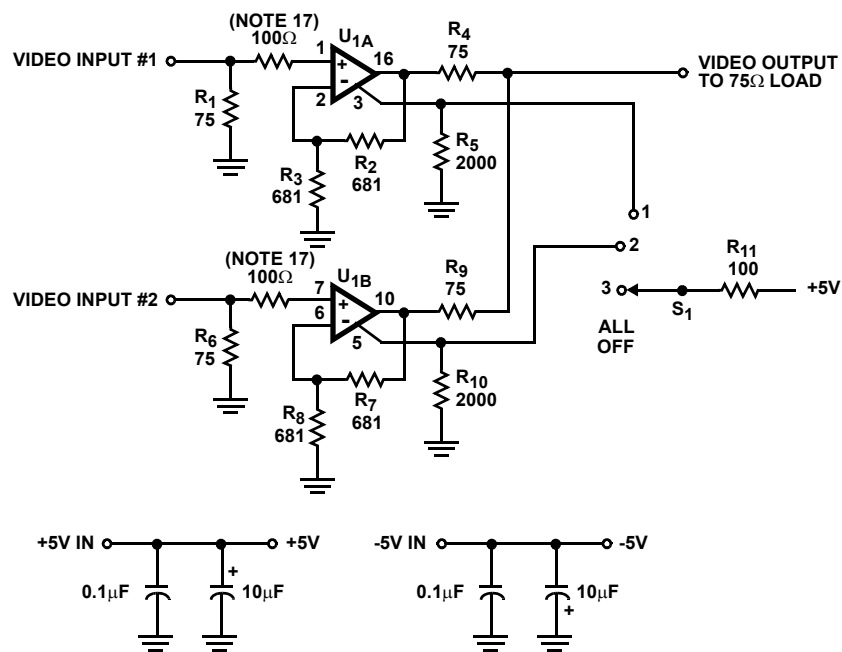 (NOTE 17)
100Ω
VIDEO INPUT #1
R1
75
1
2
3
16
+
-
U1A
R4
75
VIDEO OUTPUT
TO 75Ω LOAD
R2
681
R3
681
R5
2000
1
2
3
ALL
OFF
S1
R11
100
+5V
(NOTE 17)
100Ω
VIDEO INPUT #2
R6
75
7
6
5
10
+
-
U1B
R9
75
R7
681
R8
681
R10
2000
+5V IN
+5V
0.1μF
+
10μF
-5V IN
-5V
0.1μF
10μF
+